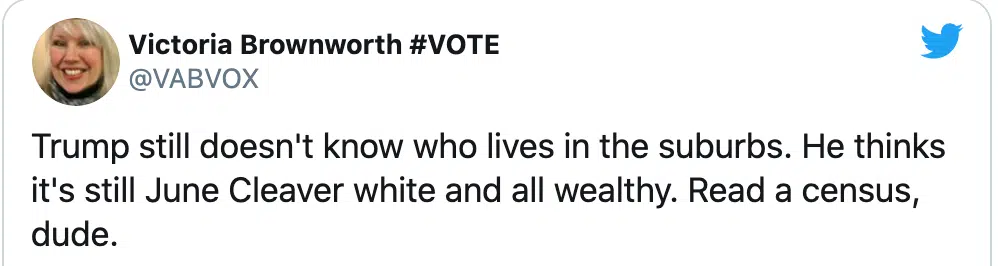 Victoria Brownworth #VOTE
@VABVOX
Trump still doesn't know who lives in the suburbs. He thinks
it's still June Cleaver white and all wealthy. Read a census,
dude.